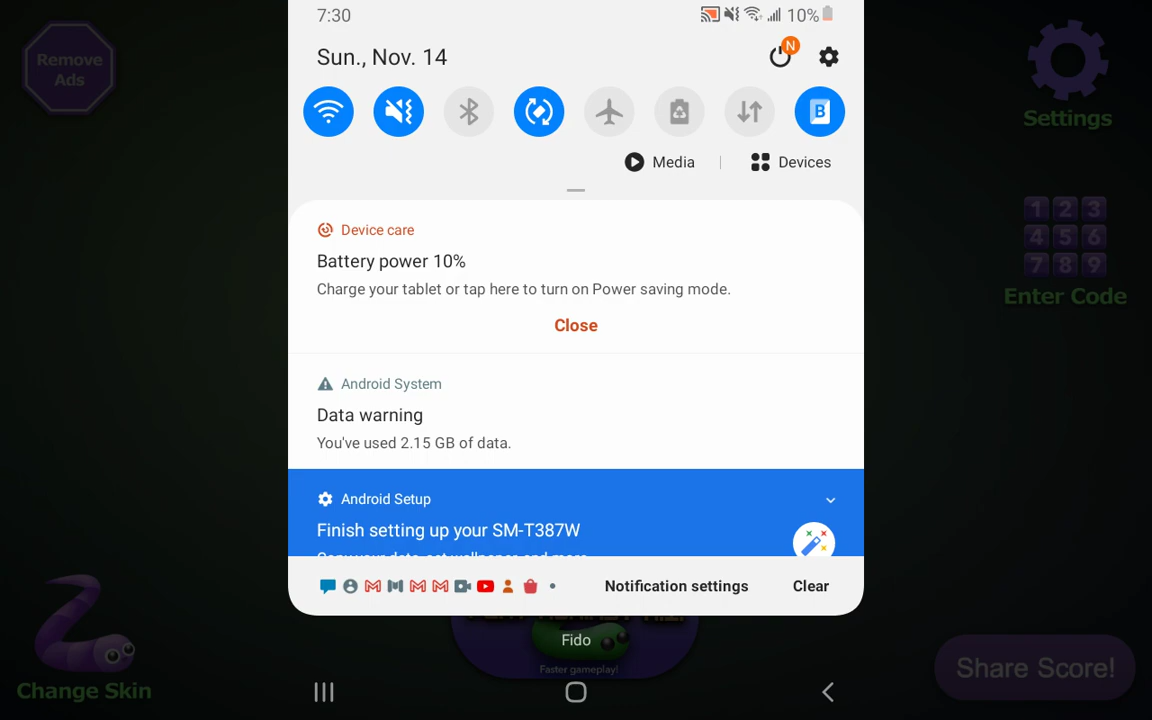 7:30
10%
Sun., Nov. 14
N
B
Media
Devices
Device care
Battery power 10%
Charge your tablet or tap here to turn on Power saving mode.
Close
Android System
Data warning
You've used 2.15 GB of data.
Android Setup
Finish setting up your SM-T387W
Notification settings
Clear
Fido
Faster gameplay!
Remove
Ads
Settings
1 2 3
4 5 6
7 8 9
Enter Code
Change Skin
Share Score!